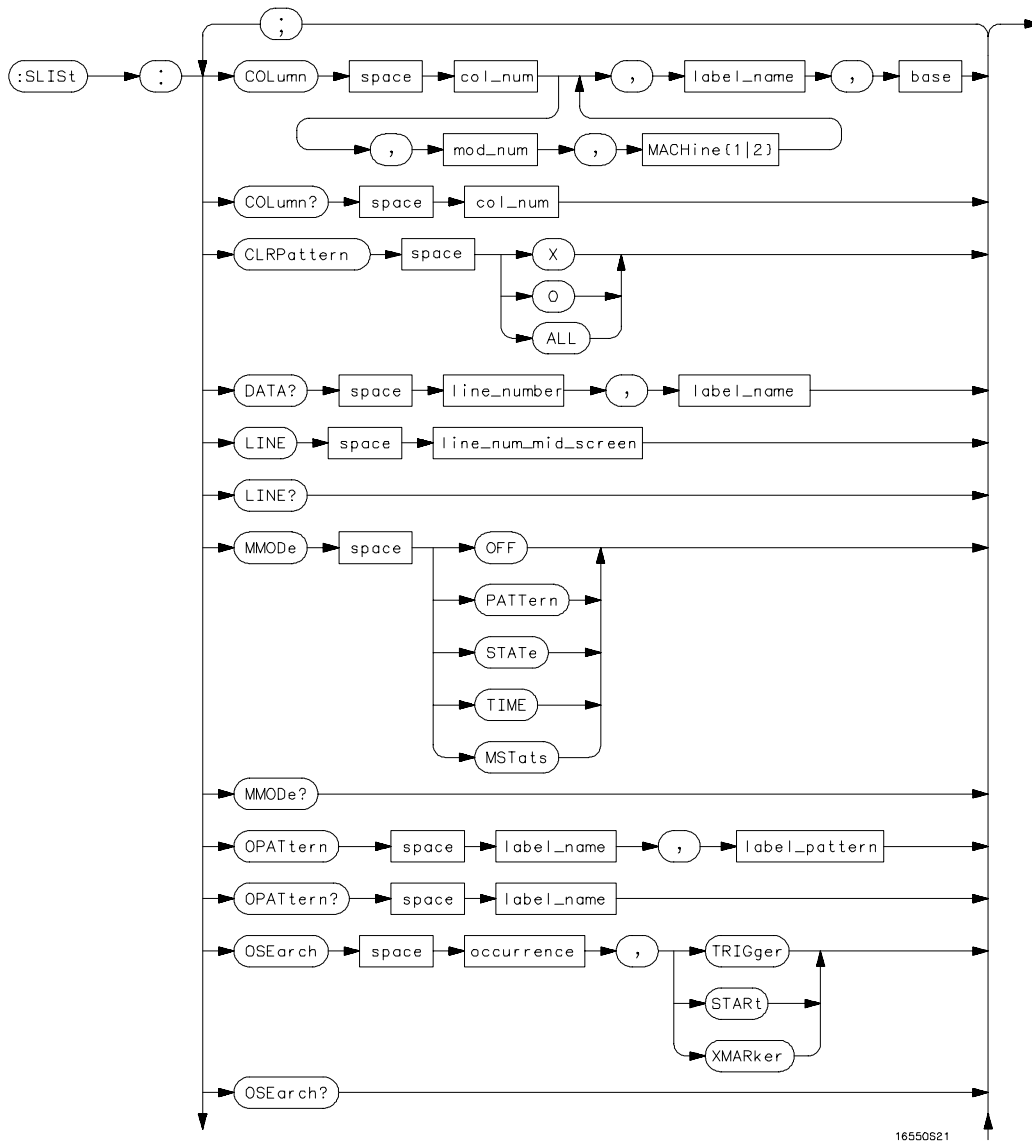 ;
:SLISt : COLumn space col_num , label_name , base
, mod_num , MACHine{1|2}
COLumn? space col_num
CLRPattern space X
O
ALL
DATA? space line_number , label_name
LINE space line_num_mid_screen
LINE?
MMODe space OFF
PATTern
STATe
TIME
MSTats
MMODe?
OPATtern space label_name , label_pattern
OPATtern? space label_name
OSEarch space occurrence , TRIGger
STARt
XMARker
OSEarch?
16550S21